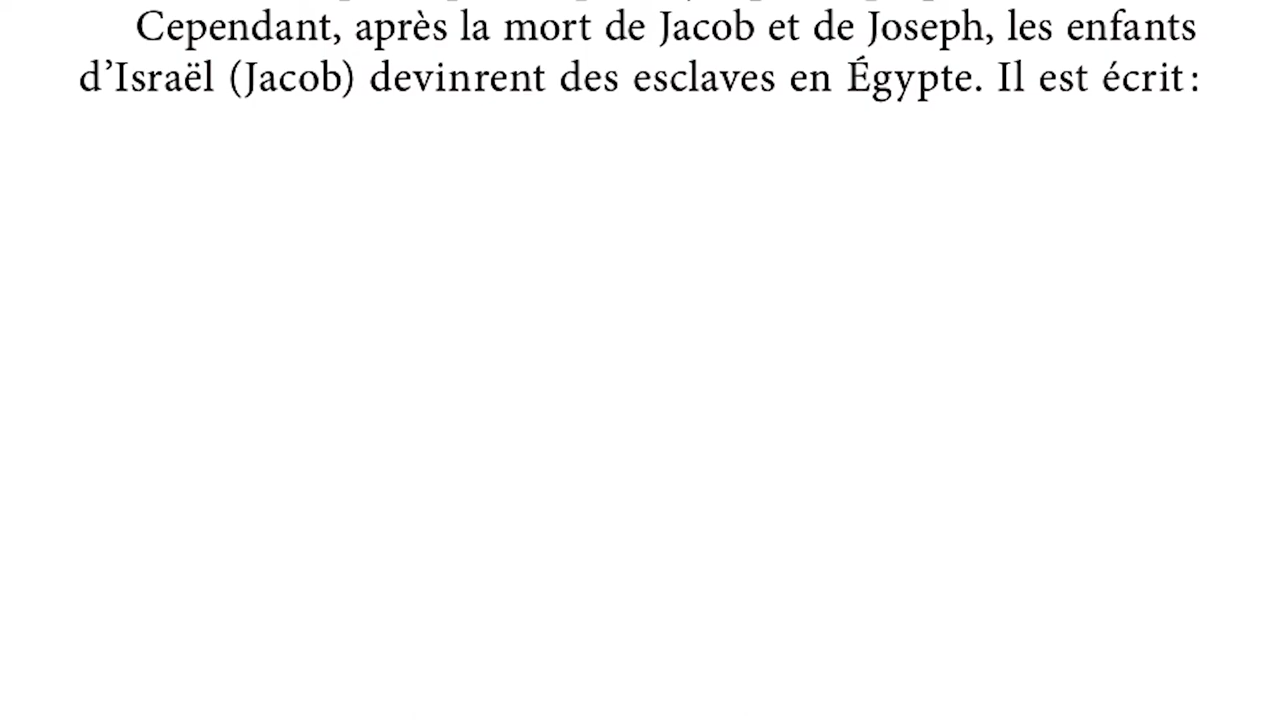 Cependant, après la mort de Jacob et de Joseph, les enfants
d’Israël (Jacob) devinrent des esclaves en Égypte. Il est écrit :